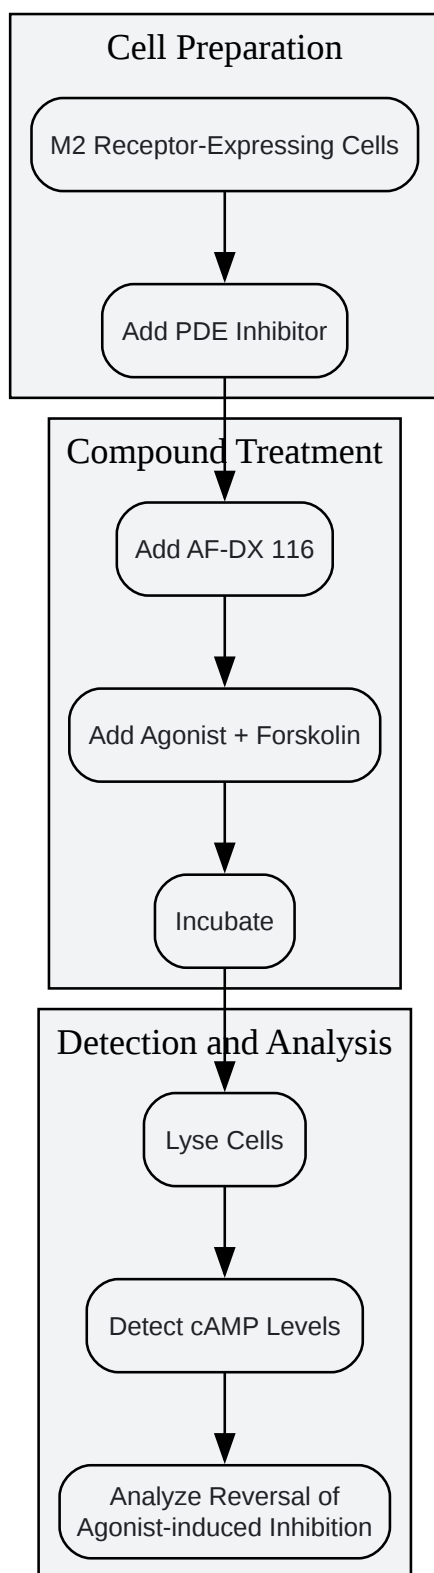 Cell Preparation
M2 Receptor-Expressing Cells
Add PDE Inhibitor
Compound Treatment
Add AF-DX 116
Add Agonist + Forskolin
Incubate
Detection and Analysis
Lyse Cells
Detect cAMP Levels
Analyze Reversal of
Agonist-induced Inhibition